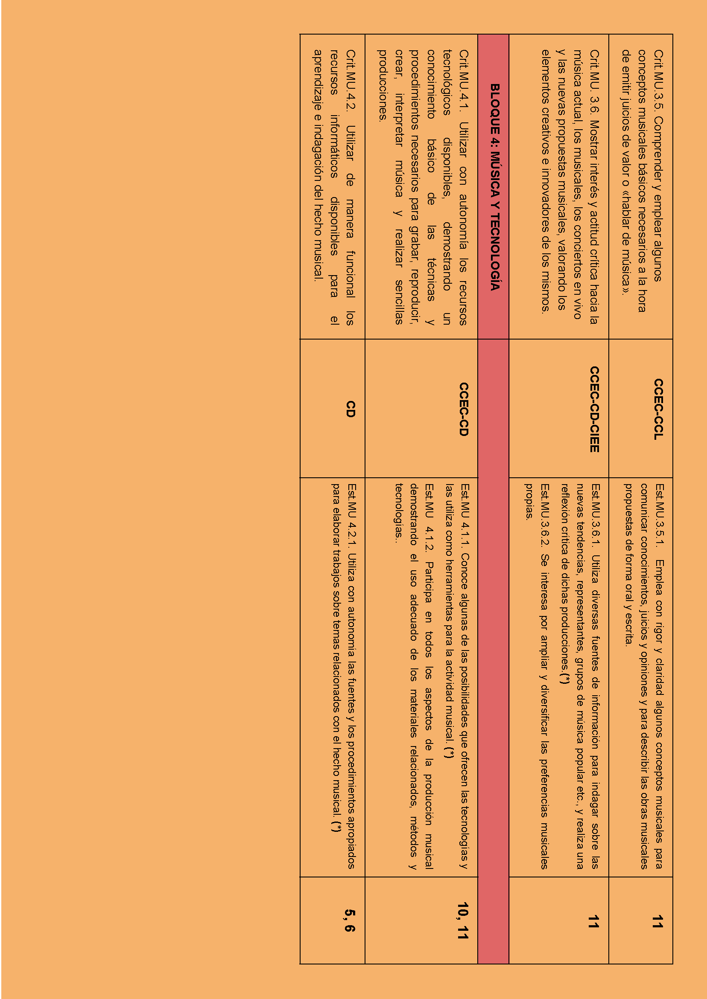 Crit.MU.3.5. Comprender y emplear algunos
conceptos musicales básicos necesarios a la hora
de emitir juicios de valor o «hablar de música».
CCEC-CCL
Est.MU.3.5.1. Emplea con rigor y claridad algunos conceptos musicales para
comunicar conocimientos, juicios y opiniones y para describir las obras musicales
propuestas de forma oral y escrita.
11
Crit.MU. 3.6. Mostrar interés y actitud crítica hacia la
música actual, los musicales, los conciertos en vivo
y las nuevas propuestas musicales, valorando los
elementos creativos e innovadores de los mismos.
CCEC-CD-CIEE
Est.MU.3.6.1. Utiliza diversas fuentes de información para indagar sobre las
nuevas tendencias, representantes, grupos de música popular etc., y realiza una
reflexión crítica de dichas producciones.(*)
Est.MU.3.6.2. Se interesa por ampliar y diversificar las preferencias musicales
propias.
11
BLOQUE 4: MÚSICA Y TECNOLOGÍA
Crit.MU.4.1. Utilizar con autonomía los recursos
tecnológicos disponibles, demostrando un
conocimiento básico de las técnicas y
procedimientos necesarios para grabar, reproducir,
crear, interpretar música y realizar sencillas
producciones.
CCEC-CD
Est.MU 4.1.1. Conoce algunas de las posibilidades que ofrecen las tecnologías y
las utiliza como herramientas para la actividad musical. (*)
Est.MU 4.1.2. Participa en todos los aspectos de la producción musical
demostrando el uso adecuado de los materiales relacionados, métodos y
tecnologías..
10, 11
Crit.MU.4.2. Utilizar de manera funcional los
recursos informáticos disponibles para el
aprendizaje e indagación del hecho musical.
CD
Est.MU 4.2.1. Utiliza con autonomía las fuentes y los procedimientos apropiados
para elaborar trabajos sobre temas relacionados con el hecho musical. (*)
5, 6